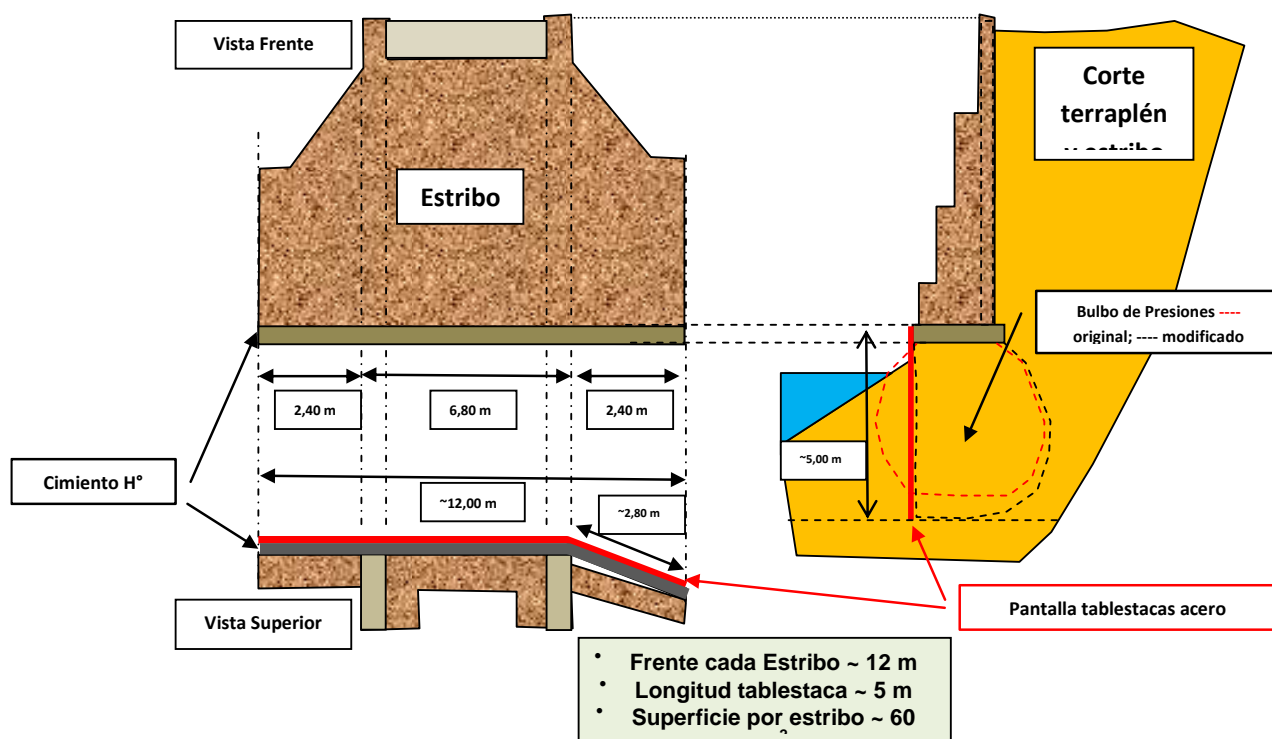 Vista Frente
Corte
terraplén
y estribo
Estribo
Bulbo de Presiones ----
original; ---- modificado
2,40 m
6,80 m
2,40 m
~5,00 m
Cimiento H°
~12,00 m
~2,80 m
Pantalla tablestacas acero
Vista Superior
• Frente cada Estribo ~ 12 m
• Longitud tablestaca ~ 5 m
• Superficie por estribo ~ 60